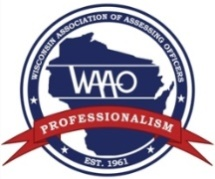 WISCONSIN ASSOCIATION OF ASSESSING OFFICERS
WAAO
PROFESSIONALISM
EST. 1961